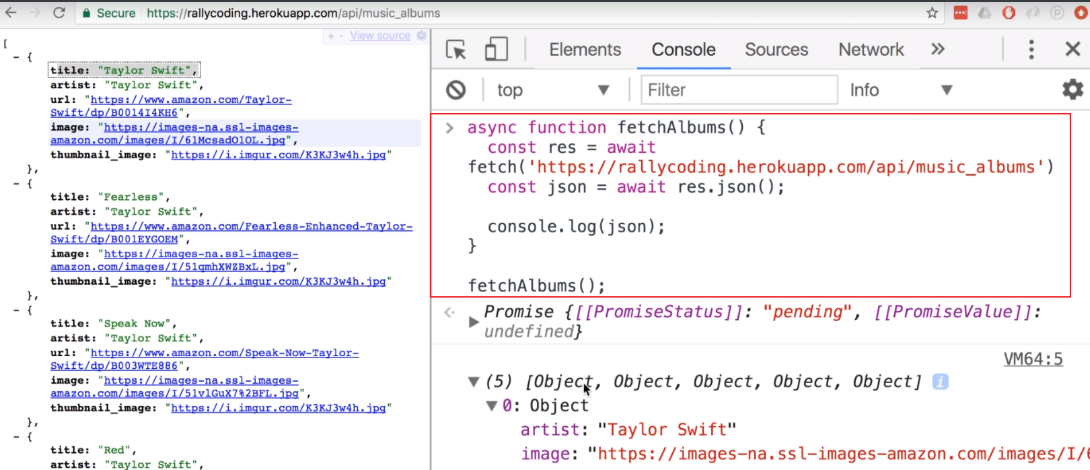 Secure https://rallycoding.herokuapp.com/api/music_albums
+ - View source
[
- {
title: "Taylor Swift",
artist: "Taylor Swift",
url: "https://www.amazon.com/Taylor-
Swift/dp/B0014I4KH6",
image: "https://images-na.ssl-images-
amazon.com/images/I/61McsadO1OL.jpg",
thumbnail_image: "https://i.imgur.com/K3KJ3w4h.jpg"
},
- {
title: "Fearless",
artist: "Taylor Swift",
url: "https://www.amazon.com/Fearless-Enhanced-Taylor-
Swift/dp/B001EYGOEM",
image: "https://images-na.ssl-images-
amazon.com/images/I/51qmhXWZBxL.jpg",
thumbnail_image: "https://i.imgur.com/K3KJ3w4h.jpg"
},
- {
title: "Speak Now",
artist: "Taylor Swift",
url: "https://www.amazon.com/Speak-Now-Taylor-
Swift/dp/B003WTE886",
image: "https://images-na.ssl-images-
amazon.com/images/I/51vlGuX7%2BFL.jpg",
thumbnail_image: "https://i.imgur.com/K3KJ3w4h.jpg"
},
- {
title: "Red",
artist: "Taylor Swift",
Elements Console Sources Network »
top Filter Info
> async function fetchAlbums() {
const res = await
fetch('https://rallycoding.herokuapp.com/api/music_albums')
const json = await res.json();
console.log(json);
}
fetchAlbums();
Promise {[[PromiseStatus]]: "pending", [[PromiseValue]]:
undefined}
VM64:5
(5) [Object, Object, Object, Object, Object] i
0: Object
artist: "Taylor Swift"
image: "https://images-na.ssl-images-amazon.com/images/I/6